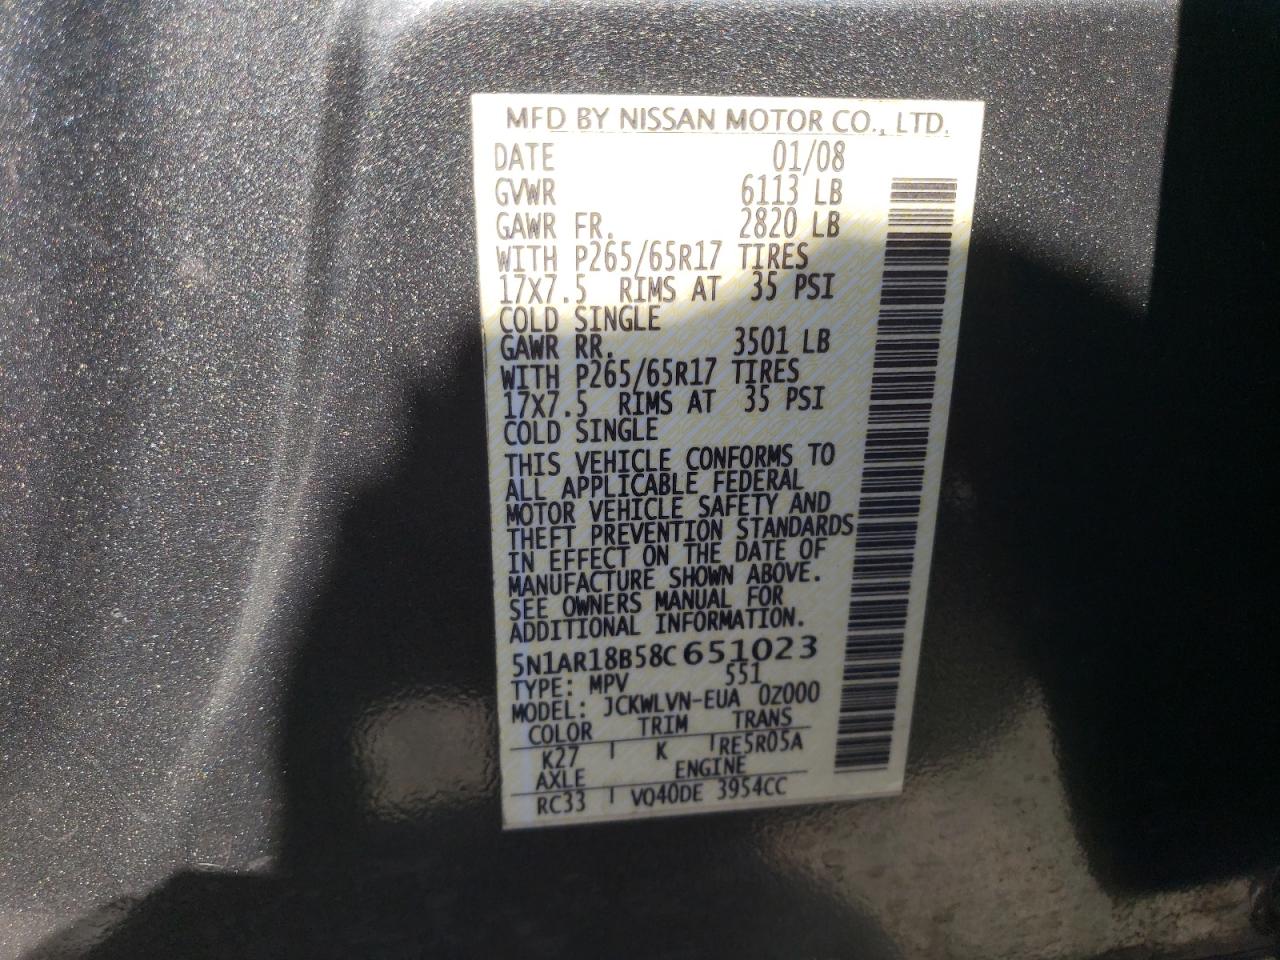 MFD BY NISSAN MOTOR CO., LTD.
DATE 01/08
GVWR 6113 LB
GAWR FR. 2820 LB
WITH P265/65R17 TIRES
17X7.5 RIMS AT 35 PSI
COLD SINGLE
GAWR RR. 3501 LB
WITH P265/65R17 TIRES
17X7.5 RIMS AT 35 PSI
COLD SINGLE
THIS VEHICLE CONFORMS TO
ALL APPLICABLE FEDERAL
MOTOR VEHICLE SAFETY AND
THEFT PREVENTION STANDARDS
IN EFFECT ON THE DATE OF
MANUFACTURE SHOWN ABOVE.
SEE OWNERS MANUAL FOR
ADDITIONAL INFORMATION.
5N1AR18B58C651023
TYPE: MPV 551
MODEL: JCKWLVN-EUA 0Z000
COLOR TRIM TRANS
K27 K RE5R05A
AXLE ENGINE
RC33 VQ40DE 3954CC